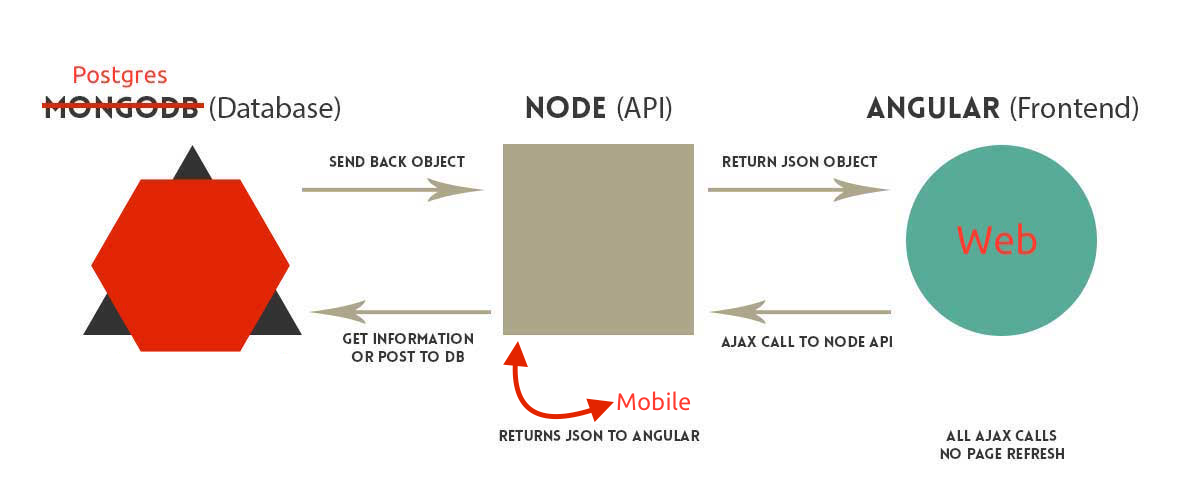 Postgres
MONGODB (Database)
NODE (API)
ANGULAR (Frontend)
SEND BACK OBJECT
RETURN JSON OBJECT
Web
GET INFORMATION
OR POST TO DB
AJAX CALL TO NODE API
Mobile
RETURNS JSON TO ANGULAR
ALL AJAX CALLS
NO PAGE REFRESH